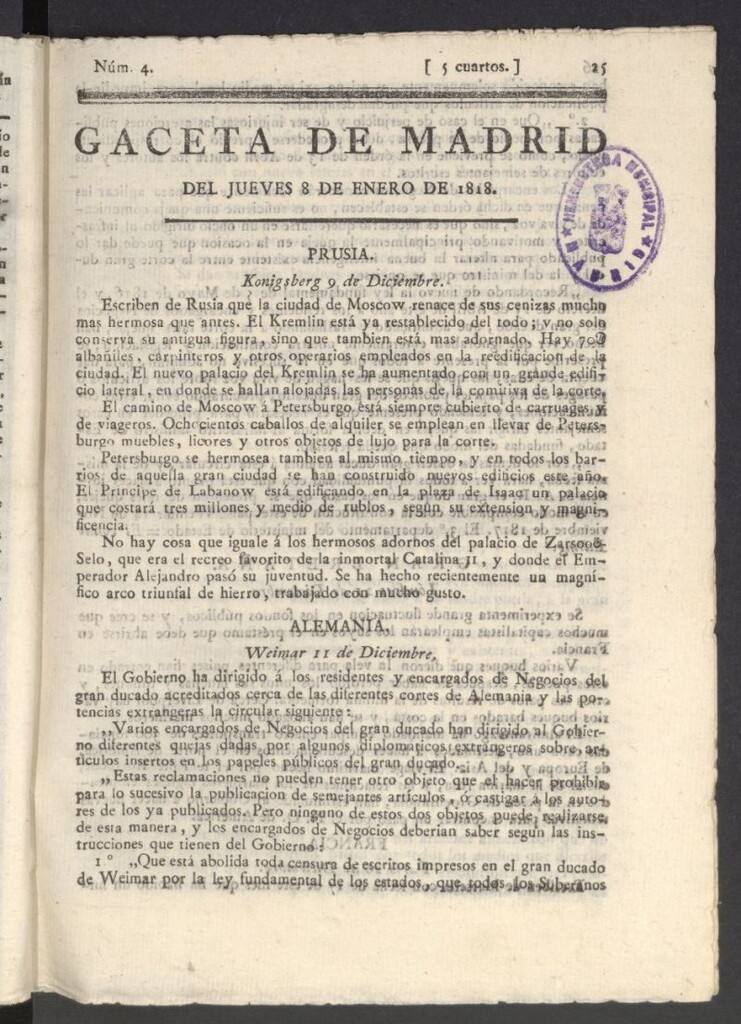 Núm. 4.
[ 5 cuartos. ]
25
GACETA DE MADRID
DEL JUEVES 8 DE ENERO DE 1818.
HEMEROTECA MUNICIPAL
PRUSIA.
Konigsberg 9 de Diciembre.
Escriben de Rusia que la ciudad de Moscow renace de sus cenizas mucho
mas hermosa que antes. El Kremlin está ya restablecido del todo; y no solo
conserva su antigua figura, sino que tambien está mas adornado. Hay
albañiles, carpinteros y otros operarios empleados en la reedificacion de la
ciudad. El nuevo palacio del Kremlin se ha aumentado con un grande edifi-
cio lateral, en donde se hallan alojadas las personas de la comitiva de la corte.
El camino de Moscow á Petersburgo está siempre cubierto de carruages y
de viageros. Ochocientos caballos de alquiler se emplean en llevar de Peters-
burgo muebles, licores y otros objetos de lujo para la corte.
Petersburgo se hermosea tambien al mismo tiempo, y en todos los bar-
rios de aquella gran ciudad se han construido nuevos edificios este año.
El Príncipe de Labanow está edificando en la plaza de Isaac un palacio
que costará tres millones y medio de rublos, segun su extension y magni-
ficencia.
No hay cosa que iguale á los hermosos adornos del palacio de
Selo, que era el recreo favorito de la inmortal Catalina II, y donde el Em-
perador Alejandro pasó su juventud. Se ha hecho recientemente un magní-
fico arco triunfal de hierro, trabajado con mucho gusto.
ALEMANIA.
Weimar 11 de Diciembre.
El Gobierno ha dirigido á los residentes y encargados de Negocios del
gran ducado acreditados cerca de las diferentes cortes de Alemania y las po-
tencias extrangeras la circular siguiente:
„Varios encargados de Negocios del gran ducado han dirigido al Gobier-
no diferentes quejas dadas por algunos diplomaticos extrangeros sobre ar-
tículos insertos en los papeles públicos del gran ducado.
„Estas reclamaciones no pueden tener otro objeto que el hacer prohibir
para lo sucesivo la publicacion de semejantes artículos, ó castigar á los auto-
res de los ya publicados. Pero ninguno de estos dos objetos puede realizarse
de esta manera, y los encargados de Negocios deberian saber segun las ins-
trucciones que tienen del Gobierno:
1.° „Que está abolida toda censura de escritos impresos en el gran ducado
de Weimar por la ley fundamental de los estados, que todos los Soberanos